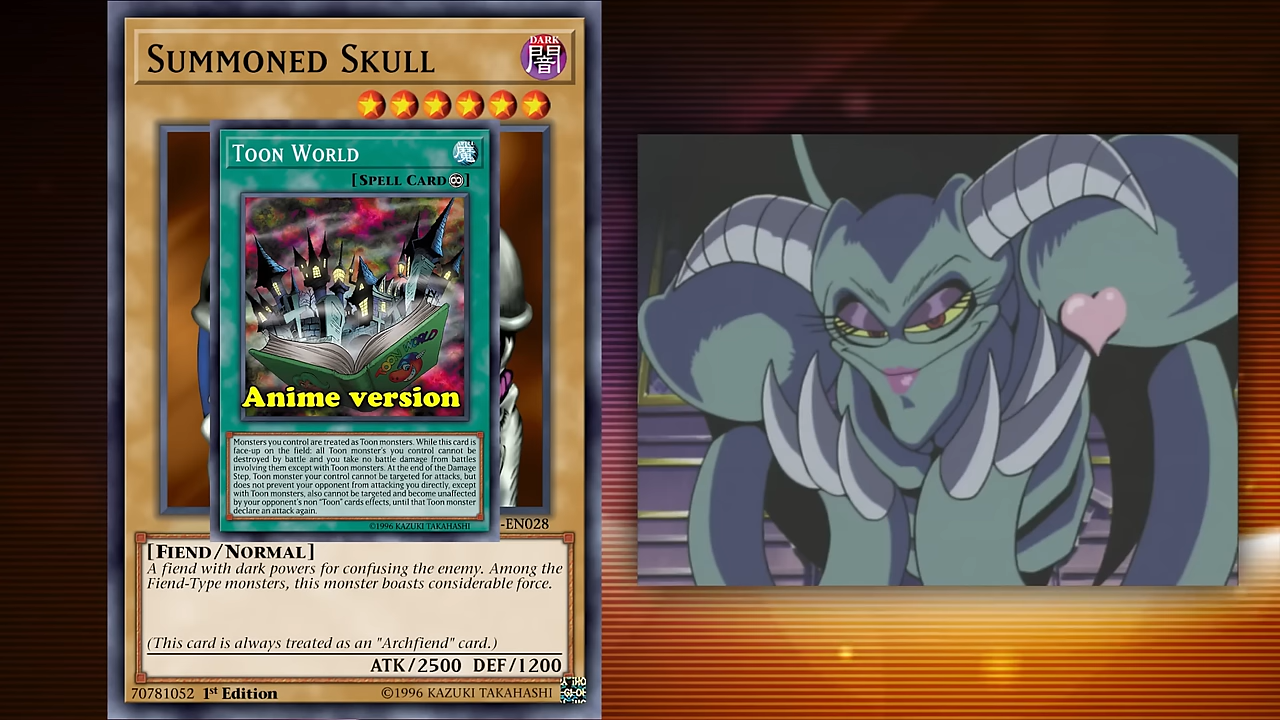 SUMMONED SKULL
DARK
闇
TOON WORLD
魔
[SPELL CARD]
TOON WORLD
Anime version
Monsters you control are treated as Toon monsters. While this card is
face-up on the field: all Toon monster's you control cannot be
destroyed by battle and you take no battle damage from battles
involving them except with Toon monsters. At the end of the Damage
Step, Toon monster your control cannot be targeted for attacks, but
does not prevent your opponent from attacking you directly, except
with Toon monsters, also cannot be targeted and become unaffected
by your opponent's non "Toon" cards effects, until that Toon monster
declare an attack again.
©1996 KAZUKI TAKAHASHI
-EN028
[FIEND/NORMAL]
A fiend with dark powers for confusing the enemy. Among the
Fiend-Type monsters, this monster boasts considerable force.
(This card is always treated as an "Archfiend" card.)
ATK/2500 DEF/1200
70781052 1st Edition ©1996 KAZUKI TAKAHASHI